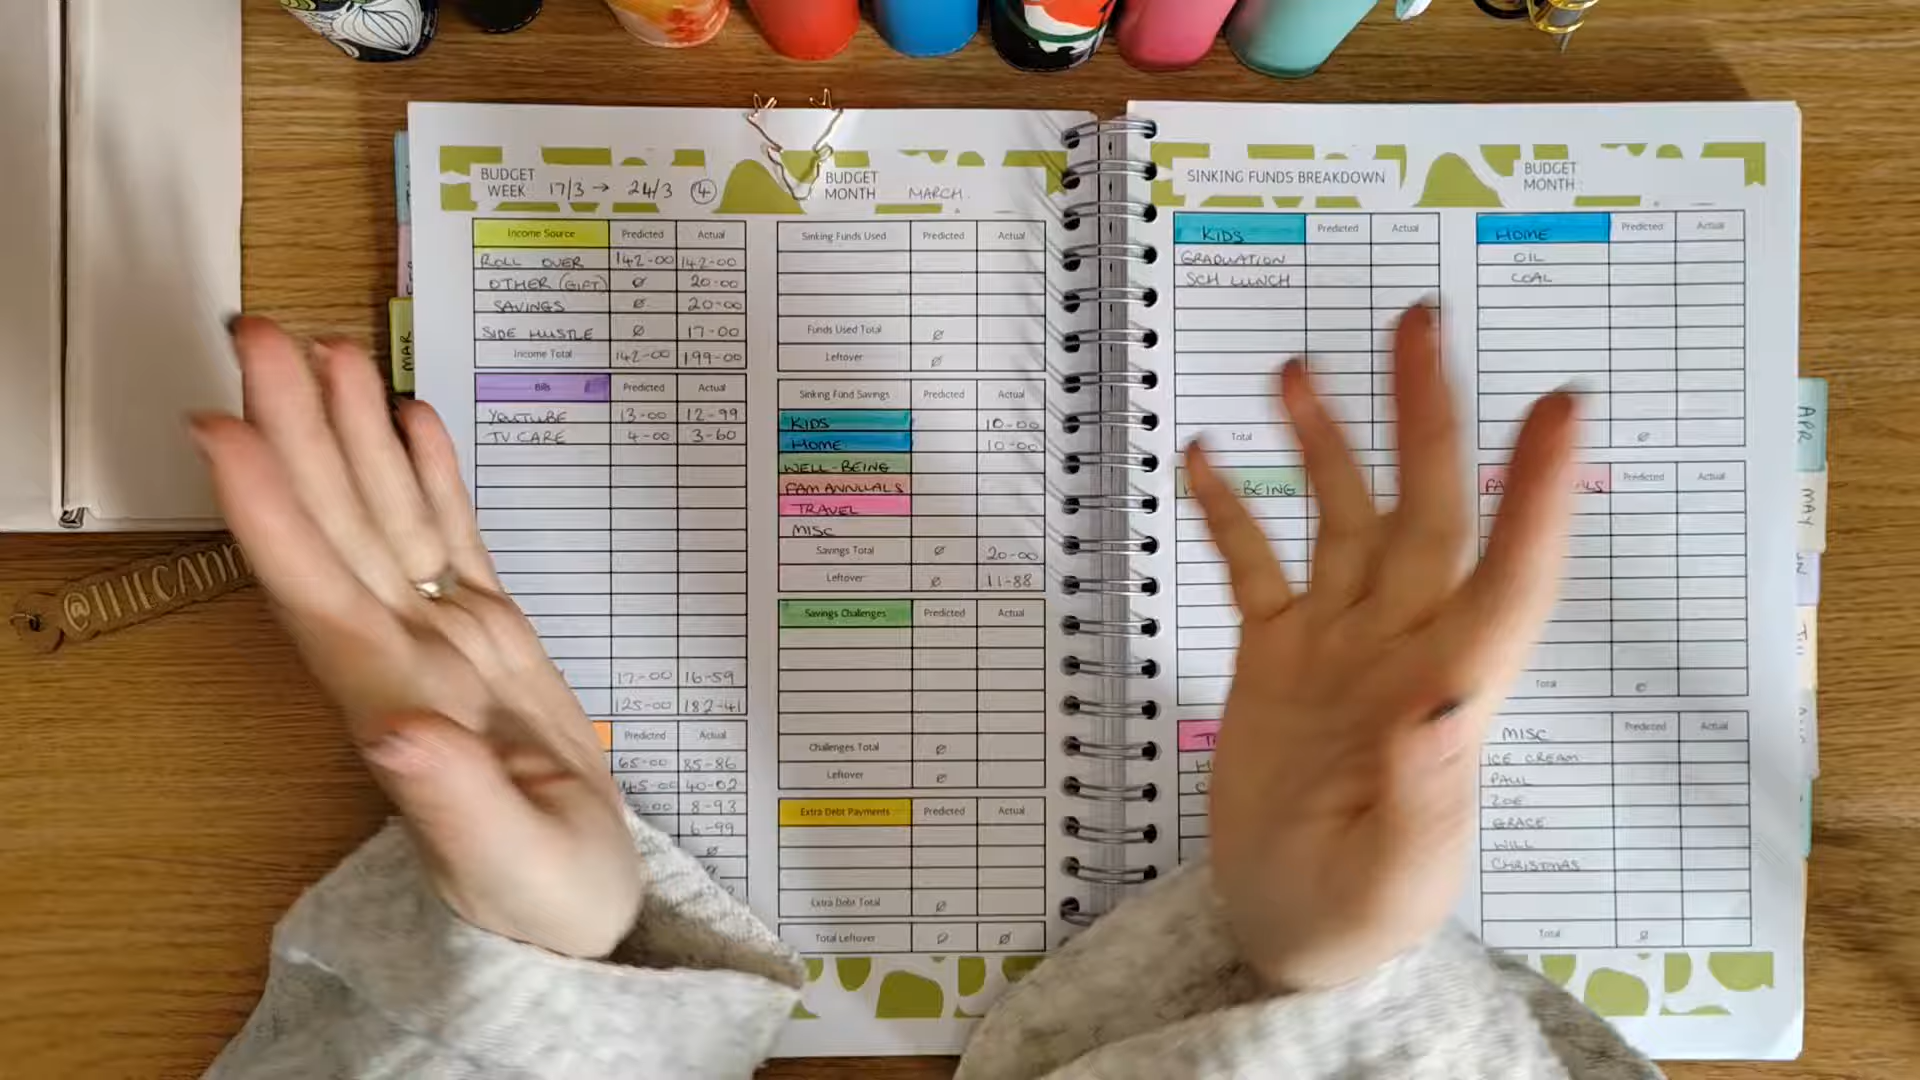 BUDGET WEEK 17/3 → 24/3 4
BUDGET MONTH MARCH.
Income Source Predicted Actual
ROLL OVER 142-00 142-00
OTHER (GIFT) ø 20-00
SAVINGS ø 20-00
SIDE HUSTLE ø 17-00
Income Total 142-00 199-00
Bills Predicted Actual
YOUTUBE 13-00 12-99
TV CARE 4-00 3-60
17-00 16-59
125-00 182-41
Predicted Actual
65-00 85-86
45-00 40-02
8-93
6-99
ø
Sinking Funds Used Predicted Actual
Funds Used Total ø
Leftover ø
Sinking Fund Savings Predicted Actual
KIDS 10-00
HOME 10-00
WELL-BEING
FAM ANNUALS
TRAVEL
MISC
Savings Total ø 20-00
Leftover ø 11-88
Savings Challenges Predicted Actual
Challenges Total ø
Leftover ø
Extra Debt Payments Predicted Actual
Extra Debt Total ø
Total Leftover ø ø
SINKING FUNDS BREAKDOWN
BUDGET MONTH
KIDS Predicted Actual
GRADUATION
SCH LUNCH
Total
HOME Predicted Actual
OIL
COAL
ø
-BEING
Predicted Actual
Total ø
MISC Predicted Actual
ICE CREAM
PAUL
ZOE
GRACE
WILL
CHRISTMAS
Total ø
MAR
APR
MAY
@THECANN